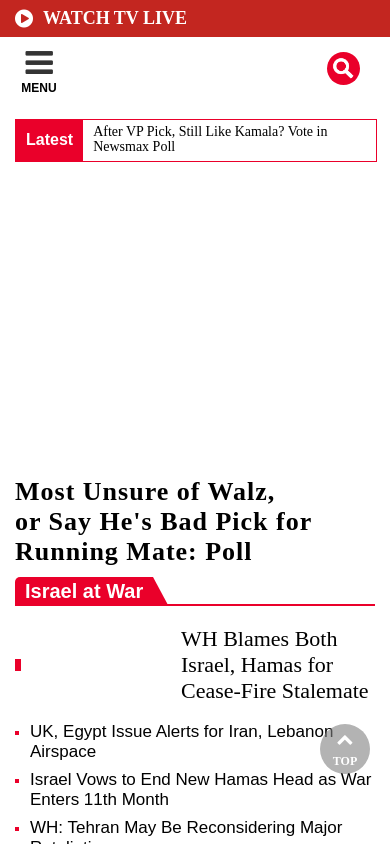 WATCH TV LIVE
MENU
Latest
After VP Pick, Still Like Kamala? Vote in
Newsmax Poll
Most Unsure of Walz,
or Say He's Bad Pick for
Running Mate: Poll
Israel at War
WH Blames Both
Israel, Hamas for
Cease-Fire Stalemate
UK, Egypt Issue Alerts for Iran, Lebanon
Airspace
Israel Vows to End New Hamas Head as War
Enters 11th Month
WH: Tehran May Be Reconsidering Major
TOP